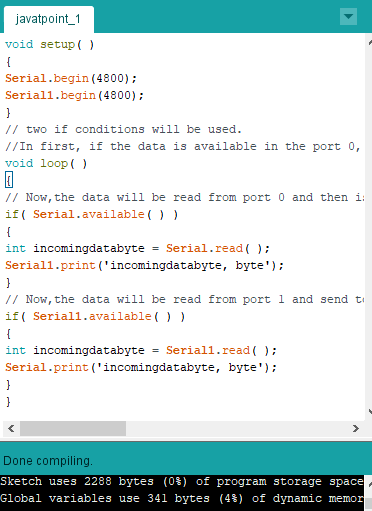 javatpoint_1
void setup( )
{
Serial.begin(4800);
Serial1.begin(4800);
}
// two if conditions will be used.
//In first, if the data is available in the port 0,
void loop( )
{
// Now,the data will be read from port 0 and then is
if( Serial.available( ) )
{
int incomingdatabyte = Serial.read( );
Serial1.print('incomingdatabyte, byte');
}
// Now,the data will be read from port 1 and send to
if( Serial1.available( ) )
{
int incomingdatabyte = Serial1.read( );
Serial.print('incomingdatabyte, byte');
}
}
Done compiling.
Sketch uses 2288 bytes (0%) of program storage space
Global variables use 341 bytes (4%) of dynamic memor